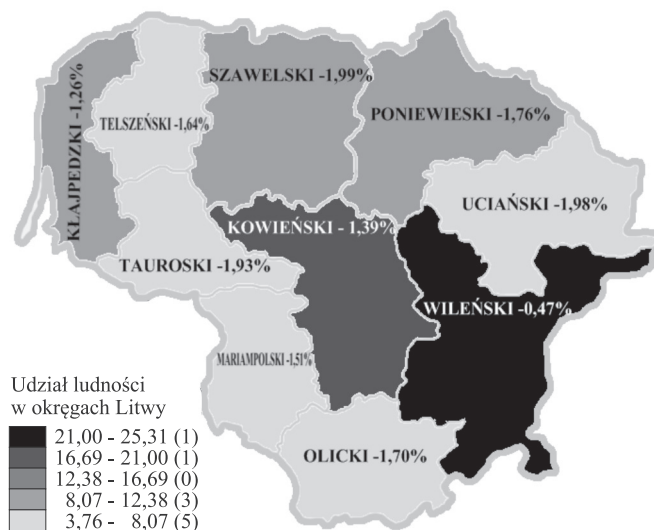 SZAWELSKI -1,99%
PONIEWIESKI -1,76%
KŁAJPEDZKI -1,26%
TELSZEŃSKI -1,64%
UCIAŃSKI -1,98%
KOWIEŃSKI - 1,39%
TAUROSKI -1,93%
WILEŃSKI -0,47%
MARIAMPOLSKI -1,51%
OLICKI -1,70%
Udział ludności
w okręgach Litwy
21,00 - 25,31 (1)
16,69 - 21,00 (1)
12,38 - 16,69 (0)
8,07 - 12,38 (3)
3,76 - 8,07 (5)